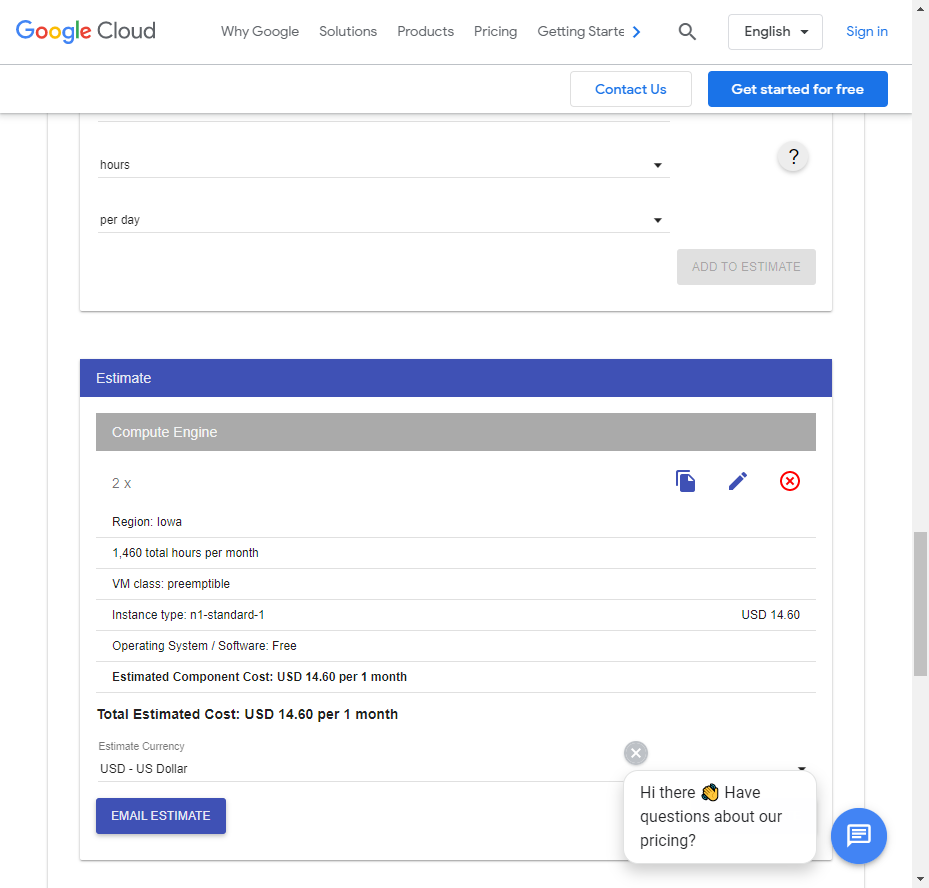 Google Cloud
Why Google Solutions Products Pricing Getting Starte English Sign in
Contact Us Get started for free
hours
?
per day
ADD TO ESTIMATE
Estimate
Compute Engine
2 x
Region: Iowa
1,460 total hours per month
VM class: preemptible
Instance type: n1-standard-1 USD 14.60
Operating System / Software: Free
Estimated Component Cost: USD 14.60 per 1 month
Total Estimated Cost: USD 14.60 per 1 month
Estimate Currency
USD - US Dollar
Hi there 👋 Have
questions about our
pricing?
EMAIL ESTIMATE